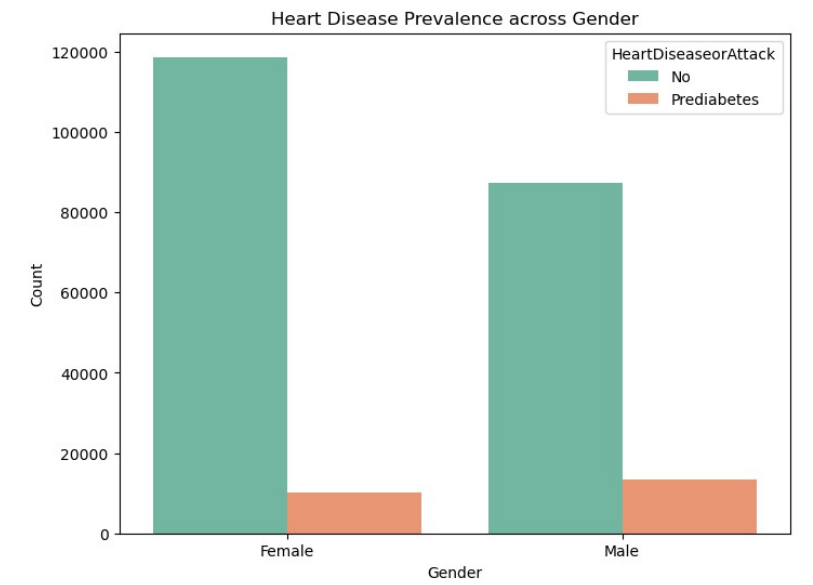 Heart Disease Prevalence across Gender
HeartDiseaseorAttack
No
Prediabetes
120000
100000
80000
60000
40000
20000
0
Count
Female
Male
Gender